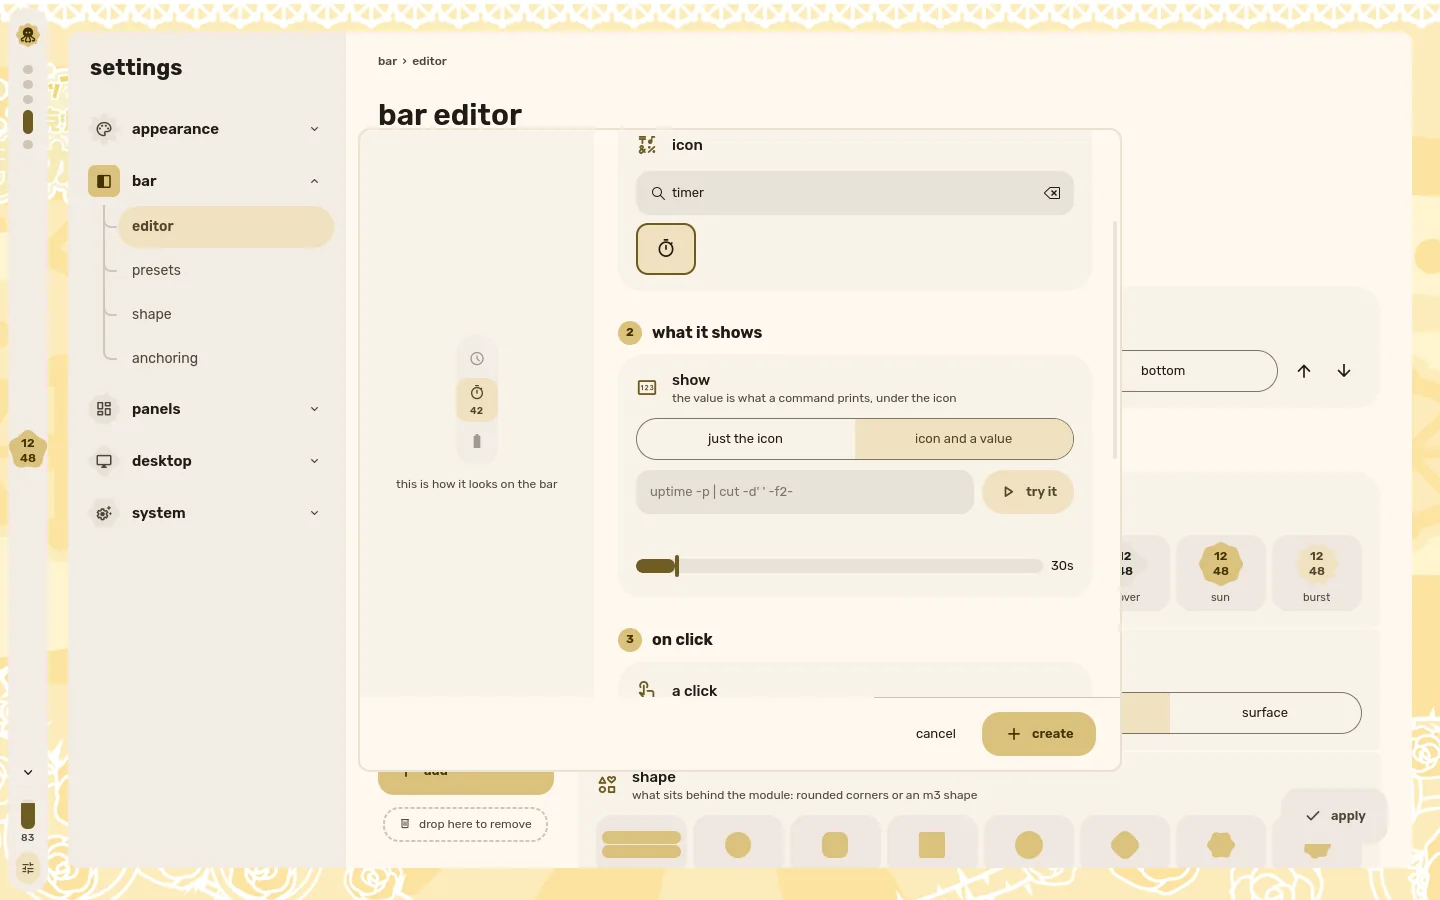 settings
appearance
bar
editor
presets
shape
anchoring
panels
desktop
system
12
48
83
bar › editor
bar editor
icon
timer
2
what it shows
123
show
the value is what a command prints, under the icon
just the icon
icon and a value
uptime -p | cut -d' ' -f2-
try it
30s
3
on click
a click
42
this is how it looks on the bar
cancel
create
bottom
12
48
12
48
sun
12
48
burst
surface
drop here to remove
shape
what sits behind the module: rounded corners or an m3 shape
apply